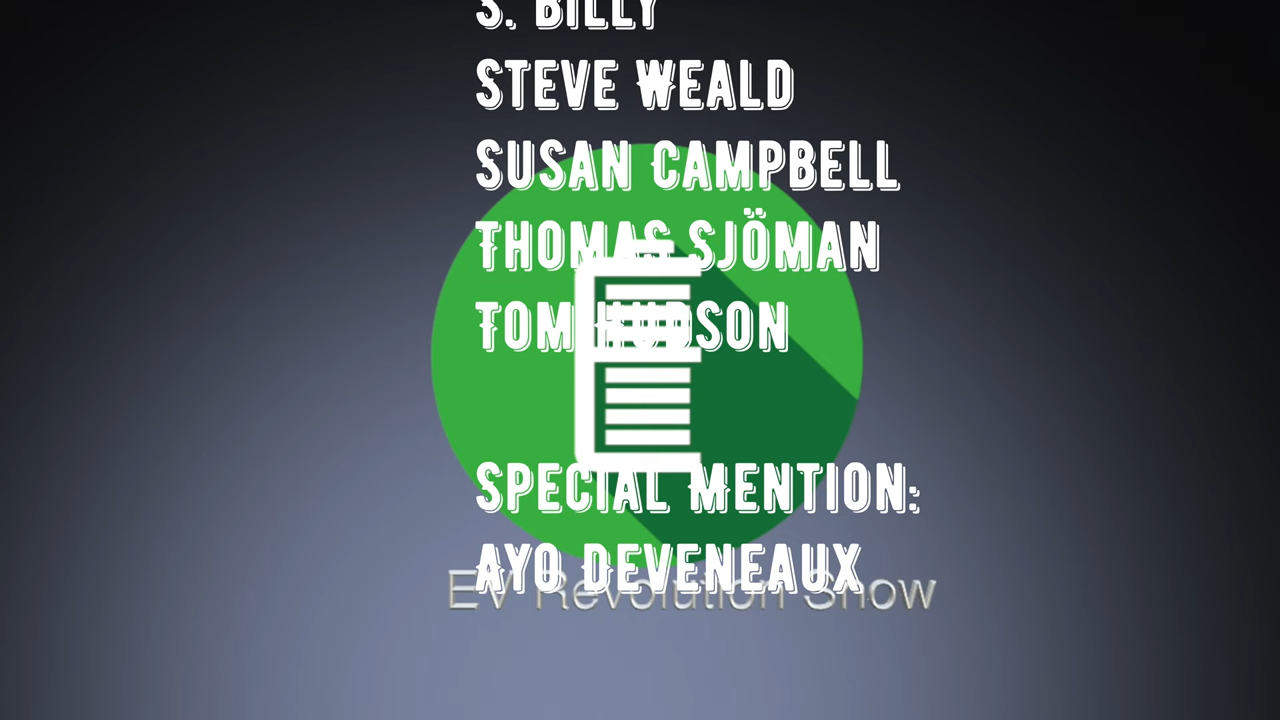 S. BILLY
STEVE WEALD
SUSAN CAMPBELL
THOMAS SJÖMAN
TOM HUDSON
SPECIAL MENTION:
AYO DEVENEAUX
EV Revolution Show